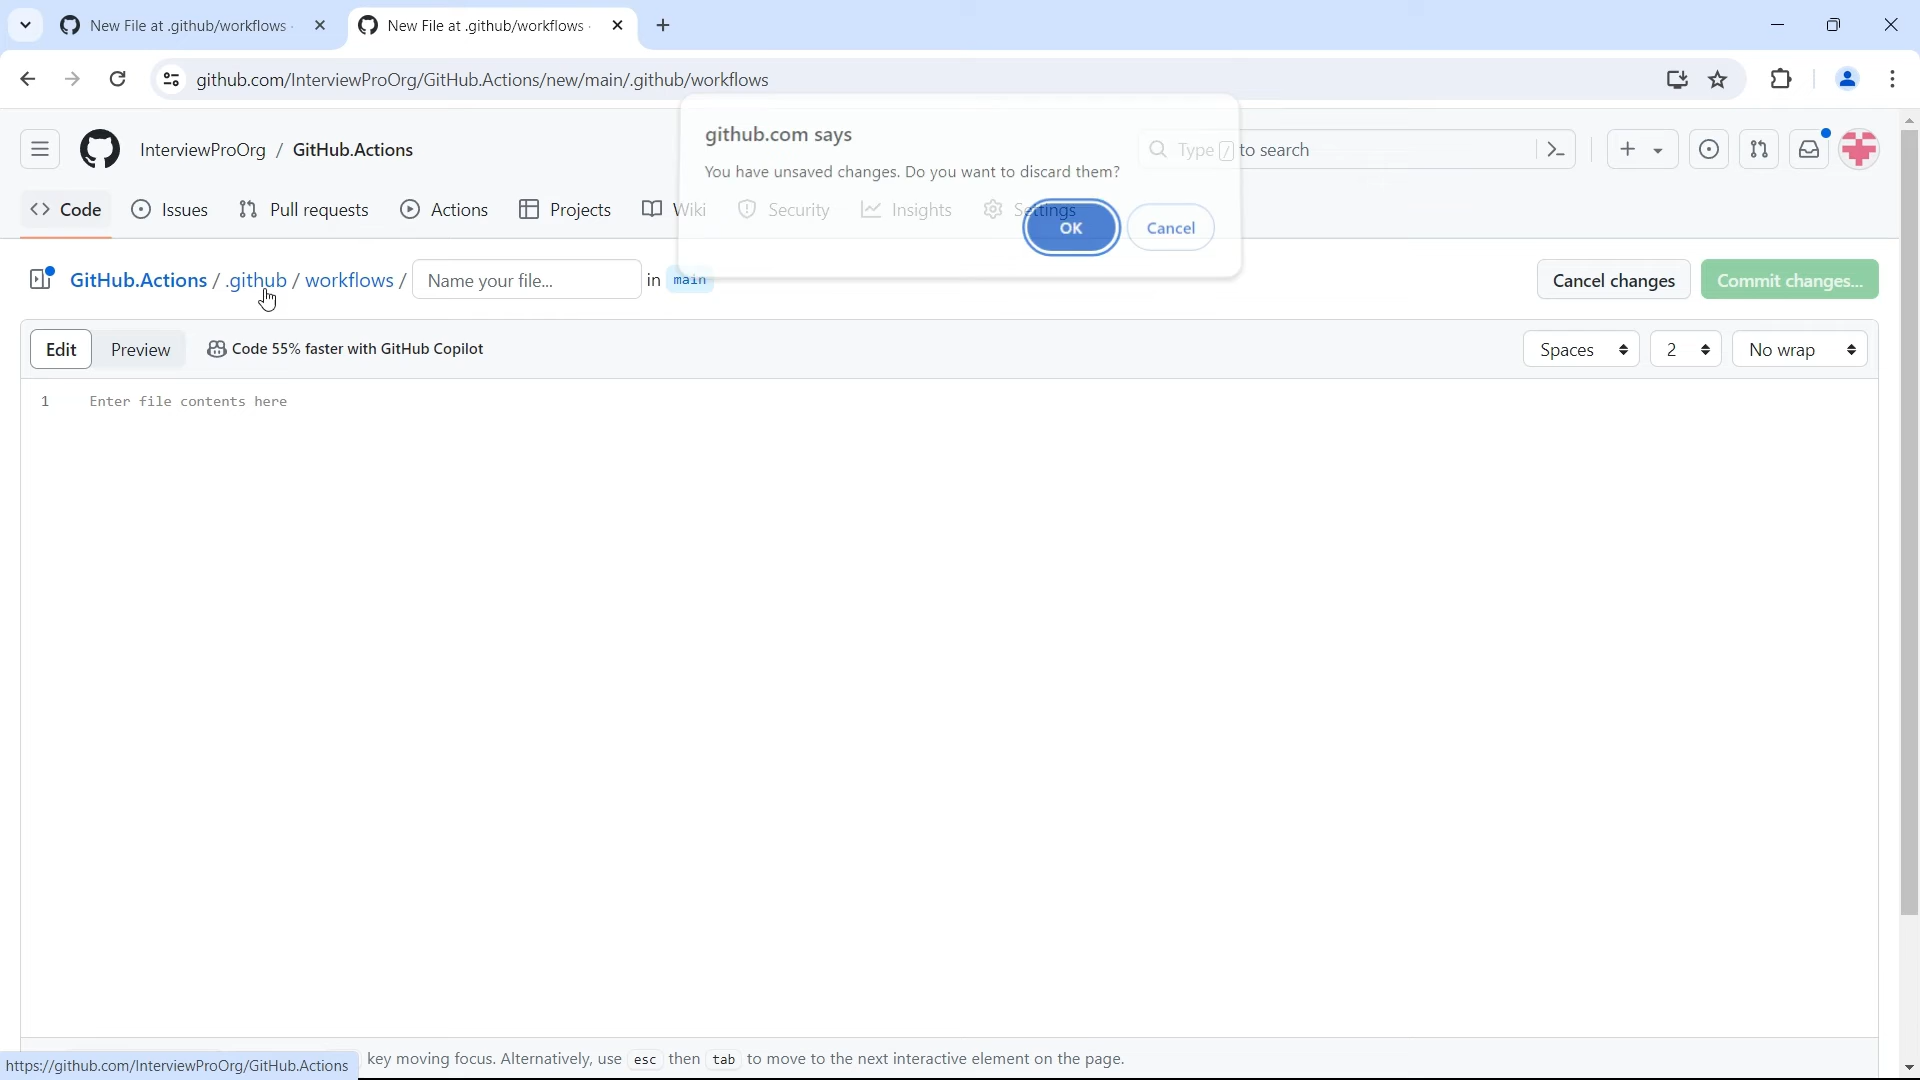 New File at .github/workflows · New File at .github/workflows ·
github.com/InterviewProOrg/GitHub.Actions/new/main/.github/workflows
github.com says
You have unsaved changes. Do you want to discard them?
OK Cancel
InterviewProOrg / GitHub.Actions Type / to search
Code Issues Pull requests Actions Projects Wiki Security Insights Settings
GitHub.Actions / .github / workflows / Name your file... in main Cancel changes Commit changes...
Edit Preview Code 55% faster with GitHub Copilot Spaces 2 No wrap
1 Enter file contents here
key moving focus. Alternatively, use esc then tab to move to the next interactive element on the page.
https://github.com/InterviewProOrg/GitHub.Actions